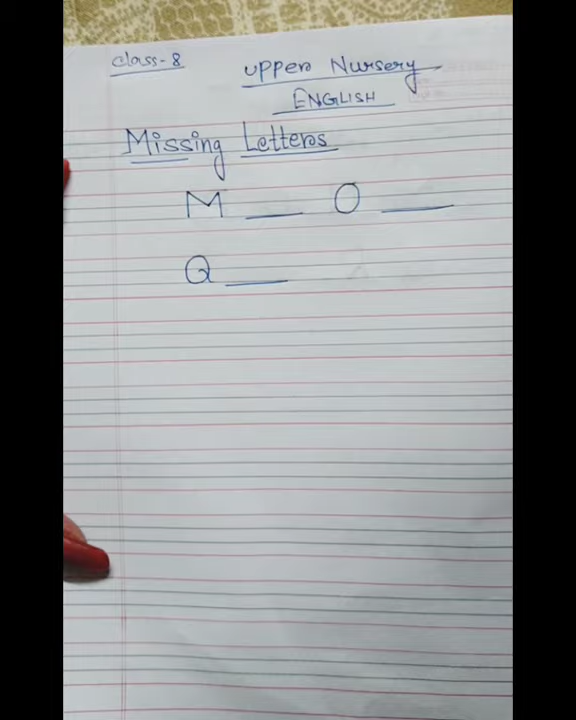 class-8
upper Nursery
ENGLISH
Missing Letters
M ___ O ___
Q ___